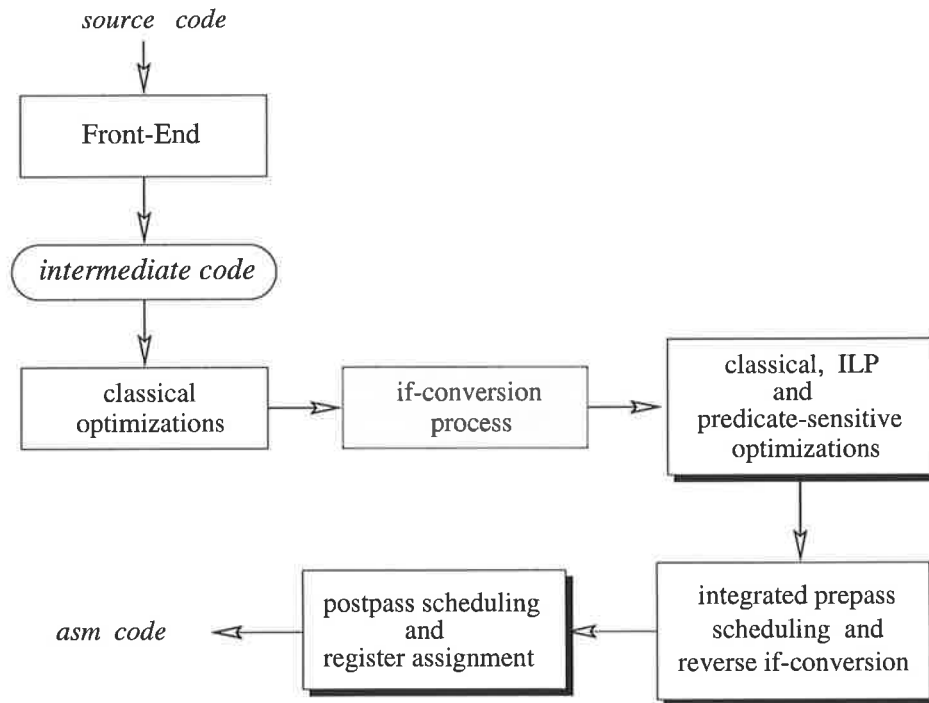 source code
Front-End
intermediate code
classical
optimizations
if-conversion
process
classical, ILP
and
predicate-sensitive
optimizations
integrated prepass
scheduling and
reverse if-conversion
postpass scheduling
and
register assignment
asm code